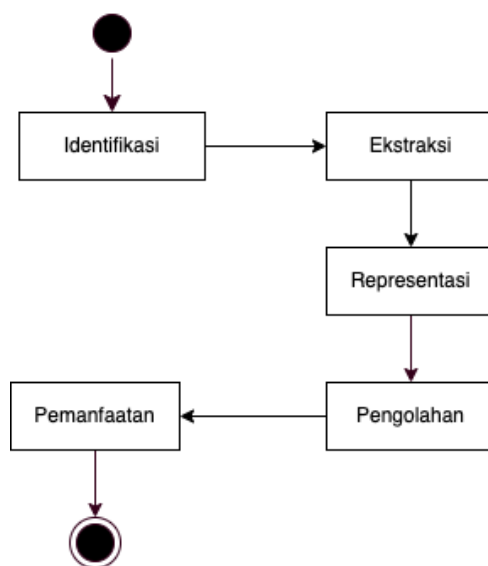 Identifikasi
Ekstraksi
Representasi
Pengolahan
Pemanfaatan